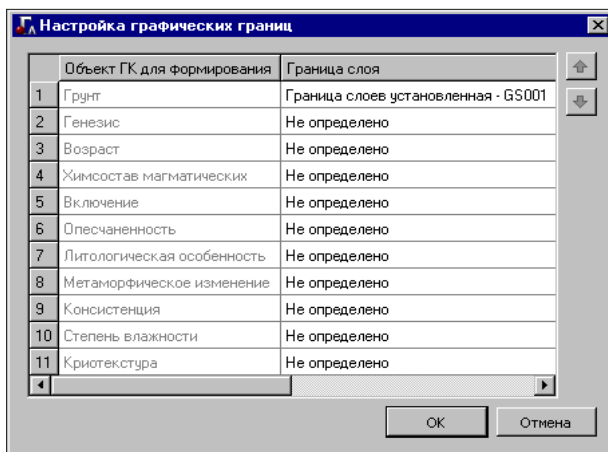 Настройка графических границ
Объект ГК для формирования Граница слоя
1 Грунт Граница слоев установленная - GS001
2 Генезис Не определено
3 Возраст Не определено
4 Химсостав магматических Не определено
5 Включение Не определено
6 Опесчаненность Не определено
7 Литологическая особенность Не определено
8 Метаморфическое изменение Не определено
9 Консистенция Не определено
10 Степень влажности Не определено
11 Криотекстура Не определено
OK Отмена